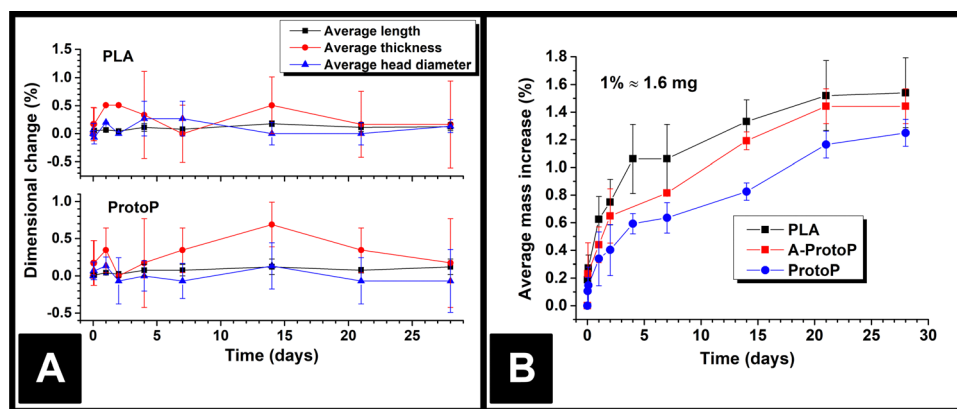 PLA
Average length
Average thickness
Average head diameter
1.5
1.0
0.5
0.0
-0.5
ProtoP
1.0
0.5
0.0
-0.5
0
5
10
15
20
25
Dimensional change (%)
Time (days)
A
1% ≈ 1.6 mg
1.8
1.6
1.4
1.2
1.0
0.8
0.6
0.4
0.2
0.0
PLA
A-ProtoP
ProtoP
0
5
10
15
20
25
30
Average mass increase (%)
Time (days)
B